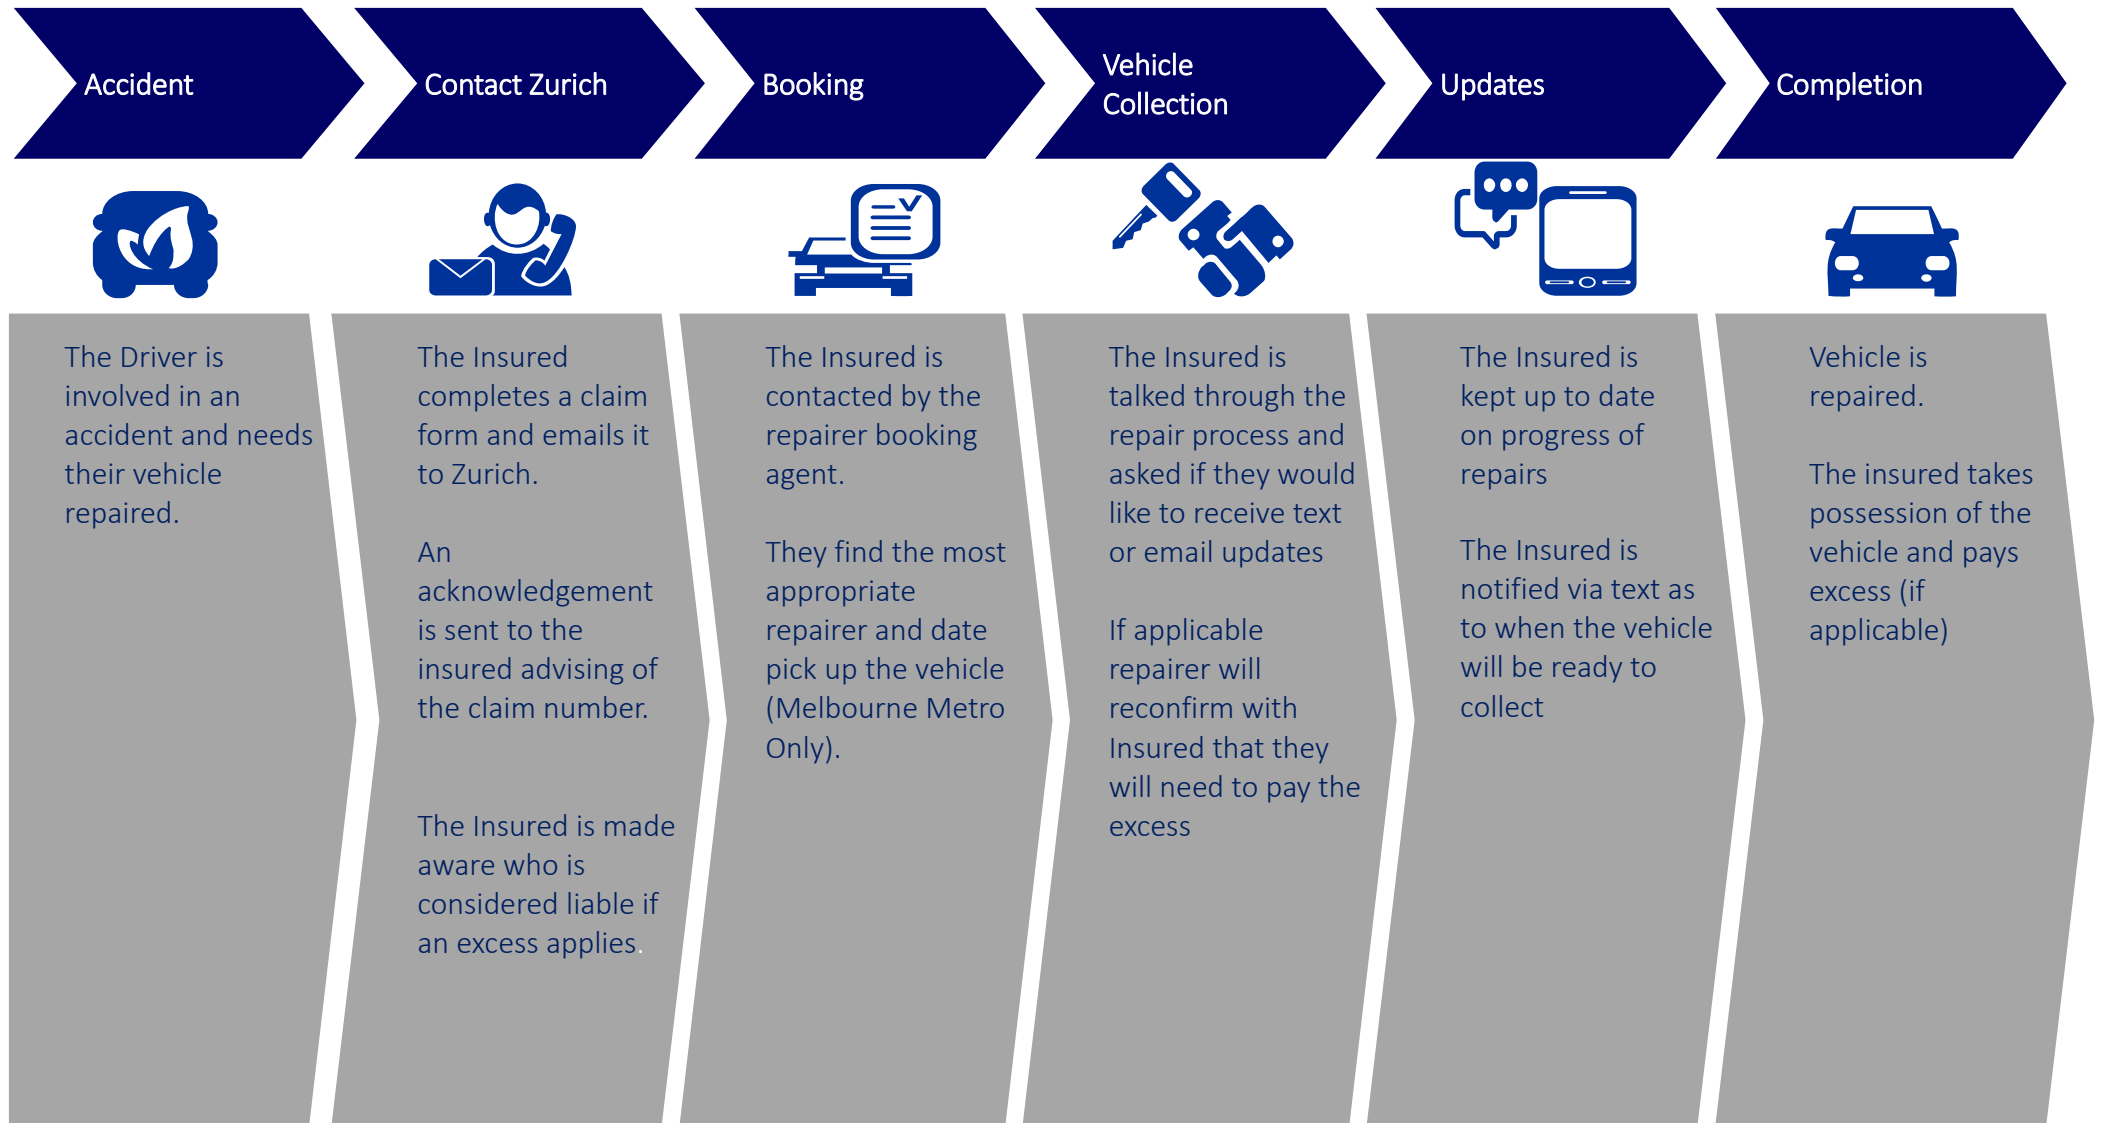 Accident
Contact Zurich
Booking
Vehicle
Collection
Updates
Completion
The Driver is
involved in an
accident and needs
their vehicle
repaired.
The Insured
completes a claim
form and emails it
to Zurich.
An
acknowledgement
is sent to the
insured advising of
the claim number.
The Insured is made
aware who is
considered liable if
an excess applies.
The Insured is
contacted by the
repairer booking
agent.
They find the most
appropriate
repairer and date
pick up the vehicle
(Melbourne Metro
Only).
The Insured is
talked through the
repair process and
asked if they would
like to receive text
or email updates
If applicable
repairer will
reconfirm with
Insured that they
will need to pay the
excess
The Insured is
kept up to date
on progress of
repairs
The Insured is
notified via text as
to when the vehicle
will be ready to
collect
Vehicle is
repaired.
The insured takes
possession of the
vehicle and pays
excess (if
applicable)